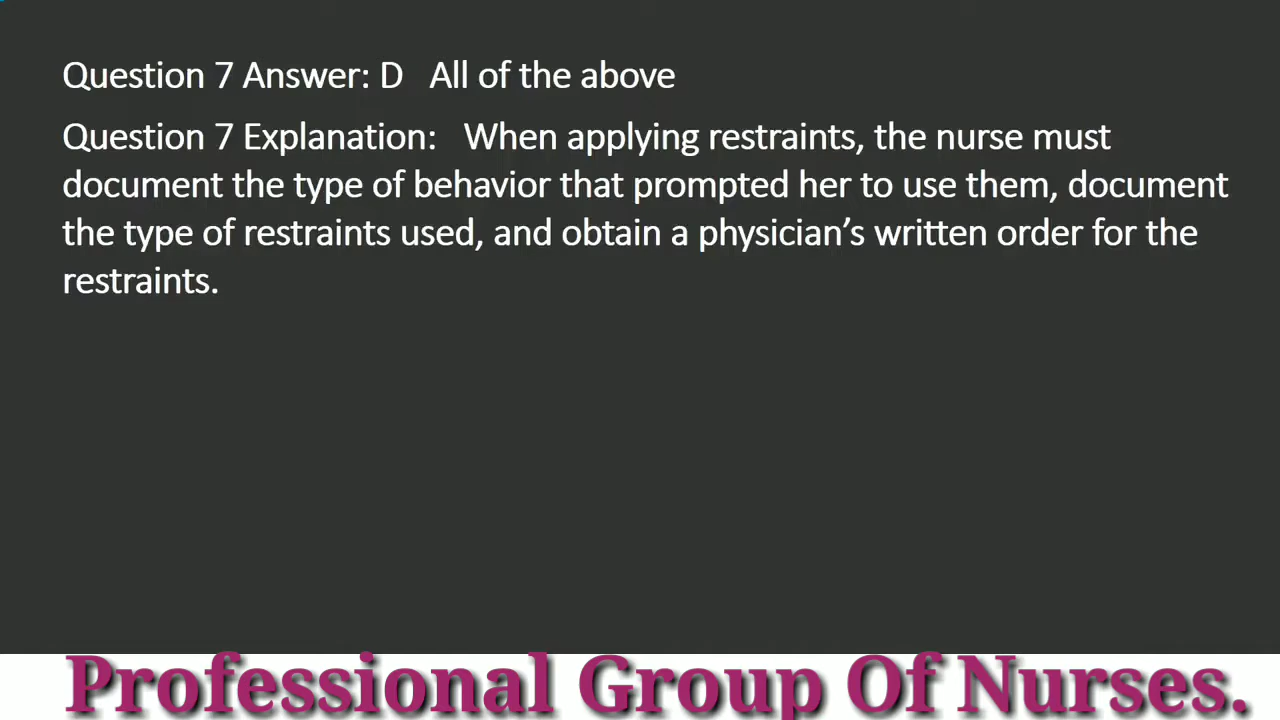 Question 7 Answer: D   All of the above
Question 7 Explanation:   When applying restraints, the nurse must
document the type of behavior that prompted her to use them, document
the type of restraints used, and obtain a physician’s written order for the
restraints.
Professional Group Of Nurses.